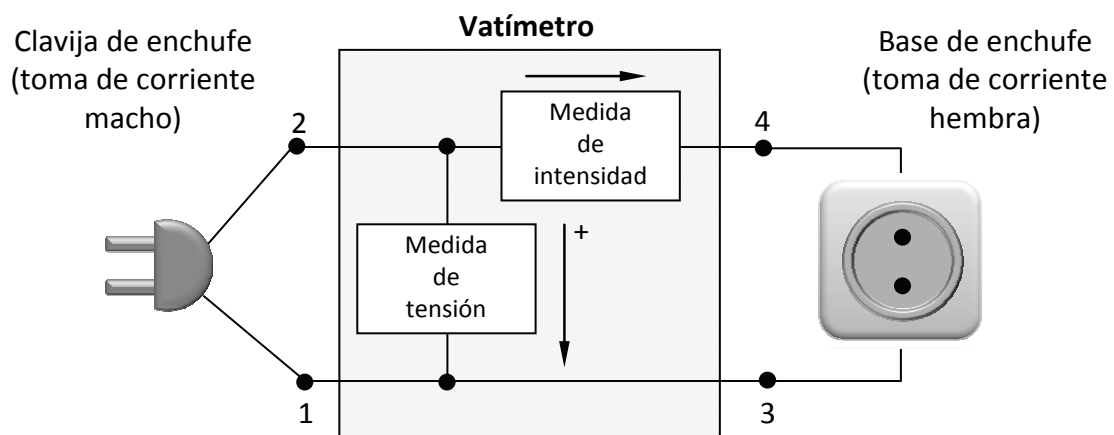 Vatímetro
Clavija de enchufe
(toma de corriente
macho)
Base de enchufe
(toma de corriente
hembra)
2
Medida
de
intensidad
4
Medida
de
tensión
+
1
3